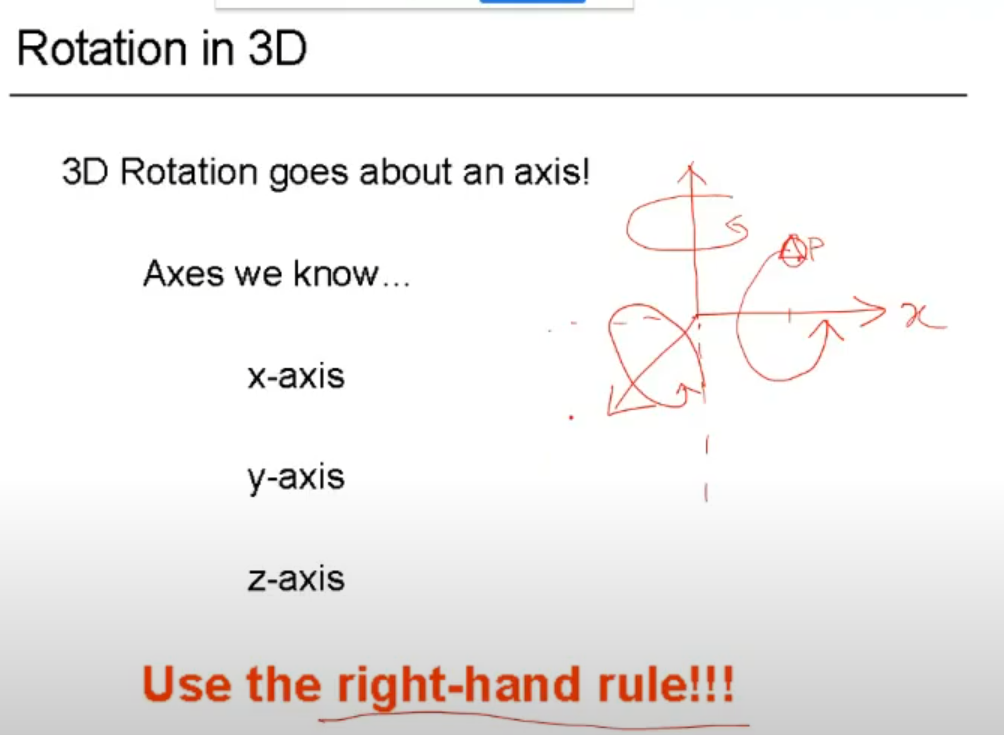 Rotation in 3D
3D Rotation goes about an axis!
P
Axes we know...
x
x-axis
y-axis
z-axis
Use the right-hand rule!!!